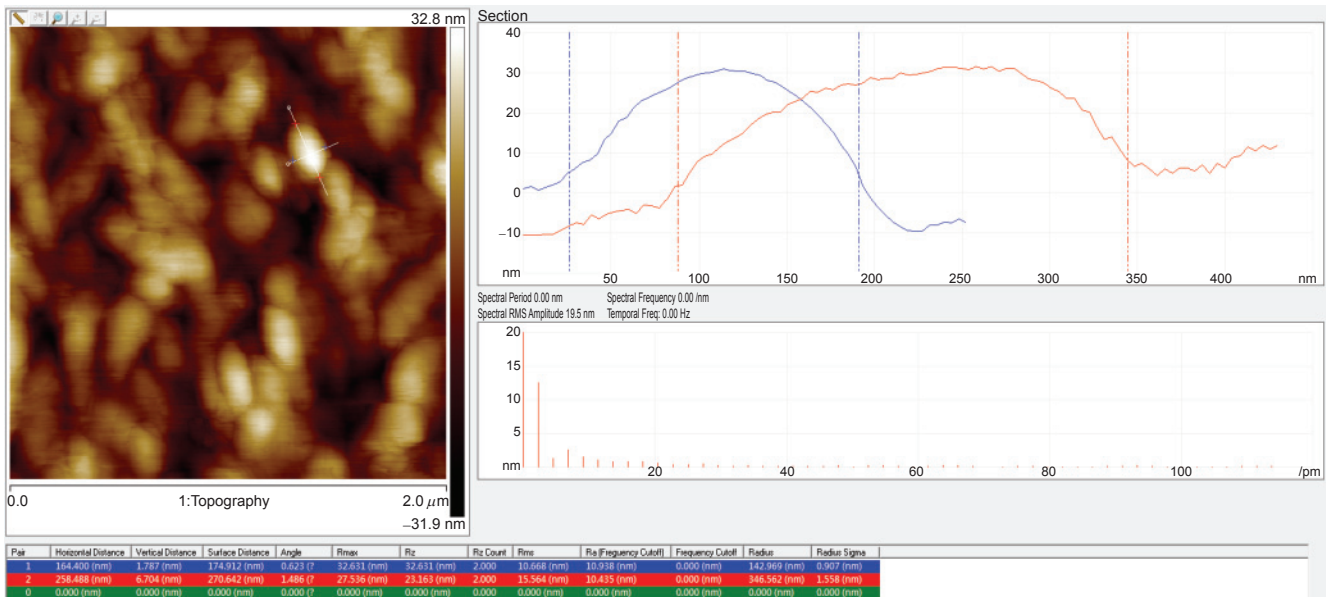 32.8 nm
Section
40
30
20
10
0
−10
nm
50
100
150
200
250
300
350
400
nm
Spectral Period 0.00 nm Spectral Frequency 0.00 /nm
Spectral RMS Amplitude 19.5 nm Temporal Freq: 0.00 Hz
20
15
10
5
nm
20
40
60
80
100
/pm
0.0
1:Topography
2.0 μm
−31.9 nm
Pair Horizontal Distance Vertical Distance Surface Distance Angle Rmax Rz Rz Count Rms Ra (Freguency Cutoff) Frequency Cutoff Radius Radius Sigma
1 164.400 (nm) 1.787 (nm) 174.912 (nm) 0.623 (? 32.631 (nm) 32.631 (nm) 2.000 10.668 (nm) 10.938 (nm) 0.000 (nm) 142.969 (nm) 0.907 (nm)
2 258.488 (nm) 6.704 (nm) 270.642 (nm) 1.486 (? 27.536 (nm) 23.163 (nm) 2.000 15.564 (nm) 10.435 (nm) 0.000 (nm) 346.562 (nm) 1.558 (nm)
0 0.000 (nm) 0.000 (nm) 0.000 (nm) 0.000 (? 0.000 (nm) 0.000 (nm) 0.000 0.000 (nm) 0.000 (nm) 0.000 (nm) 0.000 (nm) 0.000 (nm)